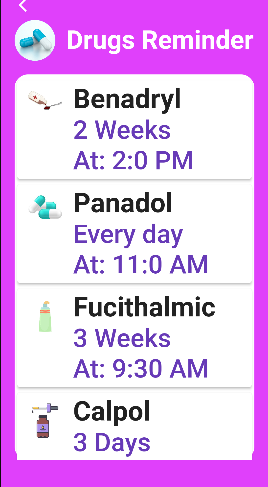 Drugs Reminder
Benadryl
2 Weeks
At: 2:0 PM
Panadol
Every day
At: 11:0 AM
Fucithalmic
3 Weeks
At: 9:30 AM
Calpol
3 Days